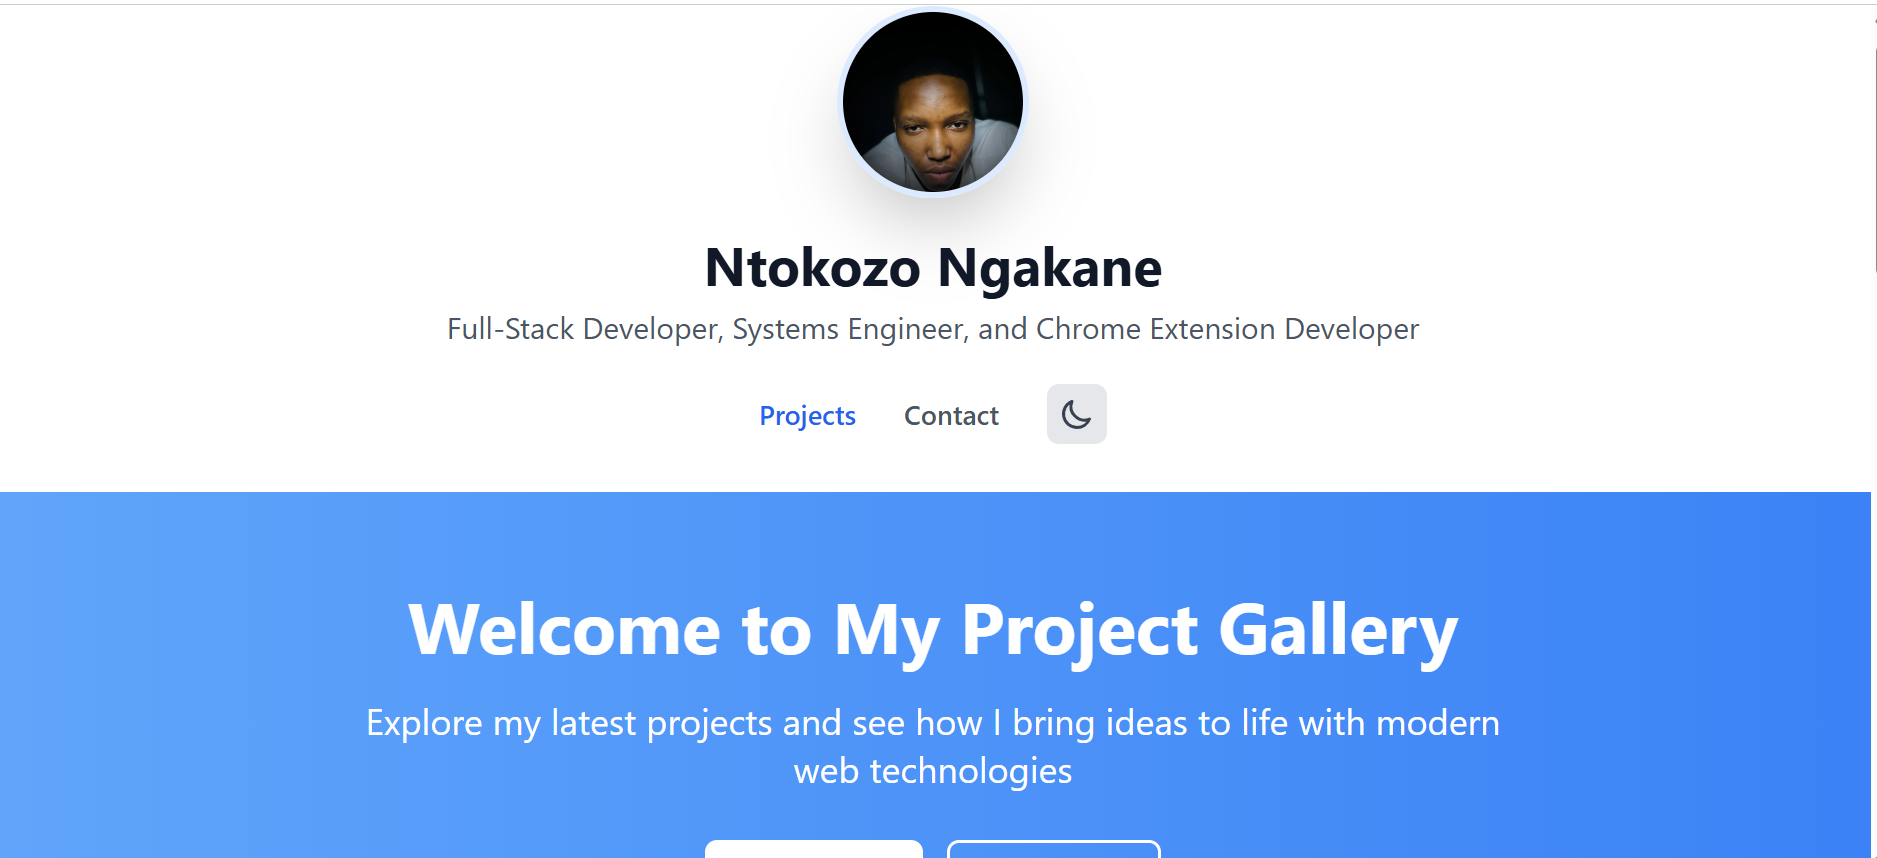 Ntokozo Ngakane
Full-Stack Developer, Systems Engineer, and Chrome Extension Developer
Projects Contact
Welcome to My Project Gallery
Explore my latest projects and see how I bring ideas to life with modern
web technologies